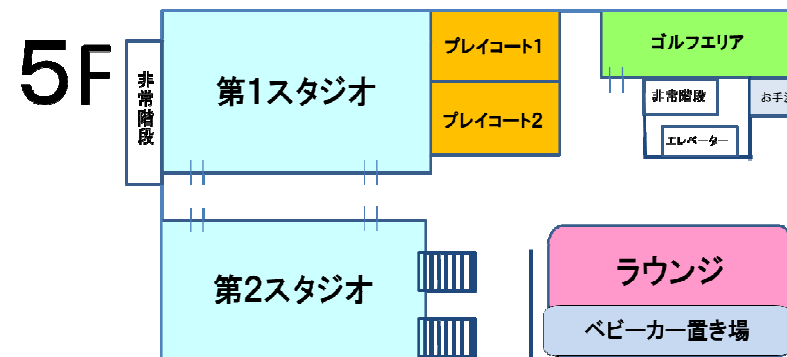 5F
非常階段
第1スタジオ
プレイコート1
プレイコート2
ゴルフエリア
非常階段
お手
エレベーター
第2スタジオ
ラウンジ
ベビーカー置き場